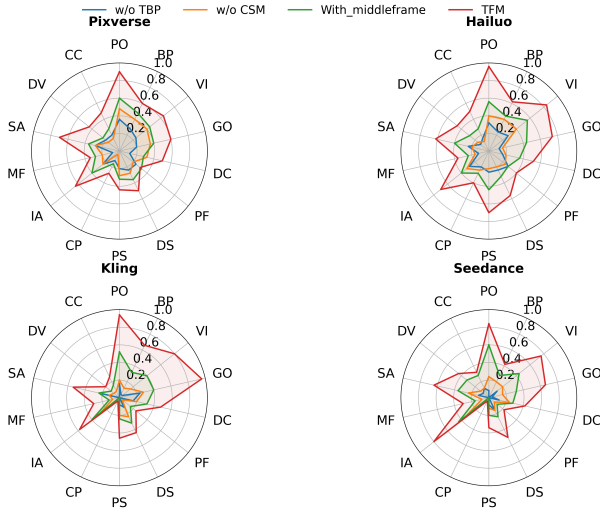 w/o TBP w/o CSM With_middleframe TFM
Pixverse
PO BP VI GO DC PF DS PS CP IA MF SA DV CC
0.2 0.4 0.6 0.8 1.0
Hailuo
PO BP VI GO DC PF DS PS CP IA MF SA DV CC
0.2 0.4 0.6 0.8 1.0
Kling
PO BP VI GO DC PF DS PS CP IA MF SA DV CC
0.2 0.4 0.6 0.8 1.0
Seedance
PO BP VI GO DC PF DS PS CP IA MF SA DV CC
0.2 0.4 0.6 0.8 1.0